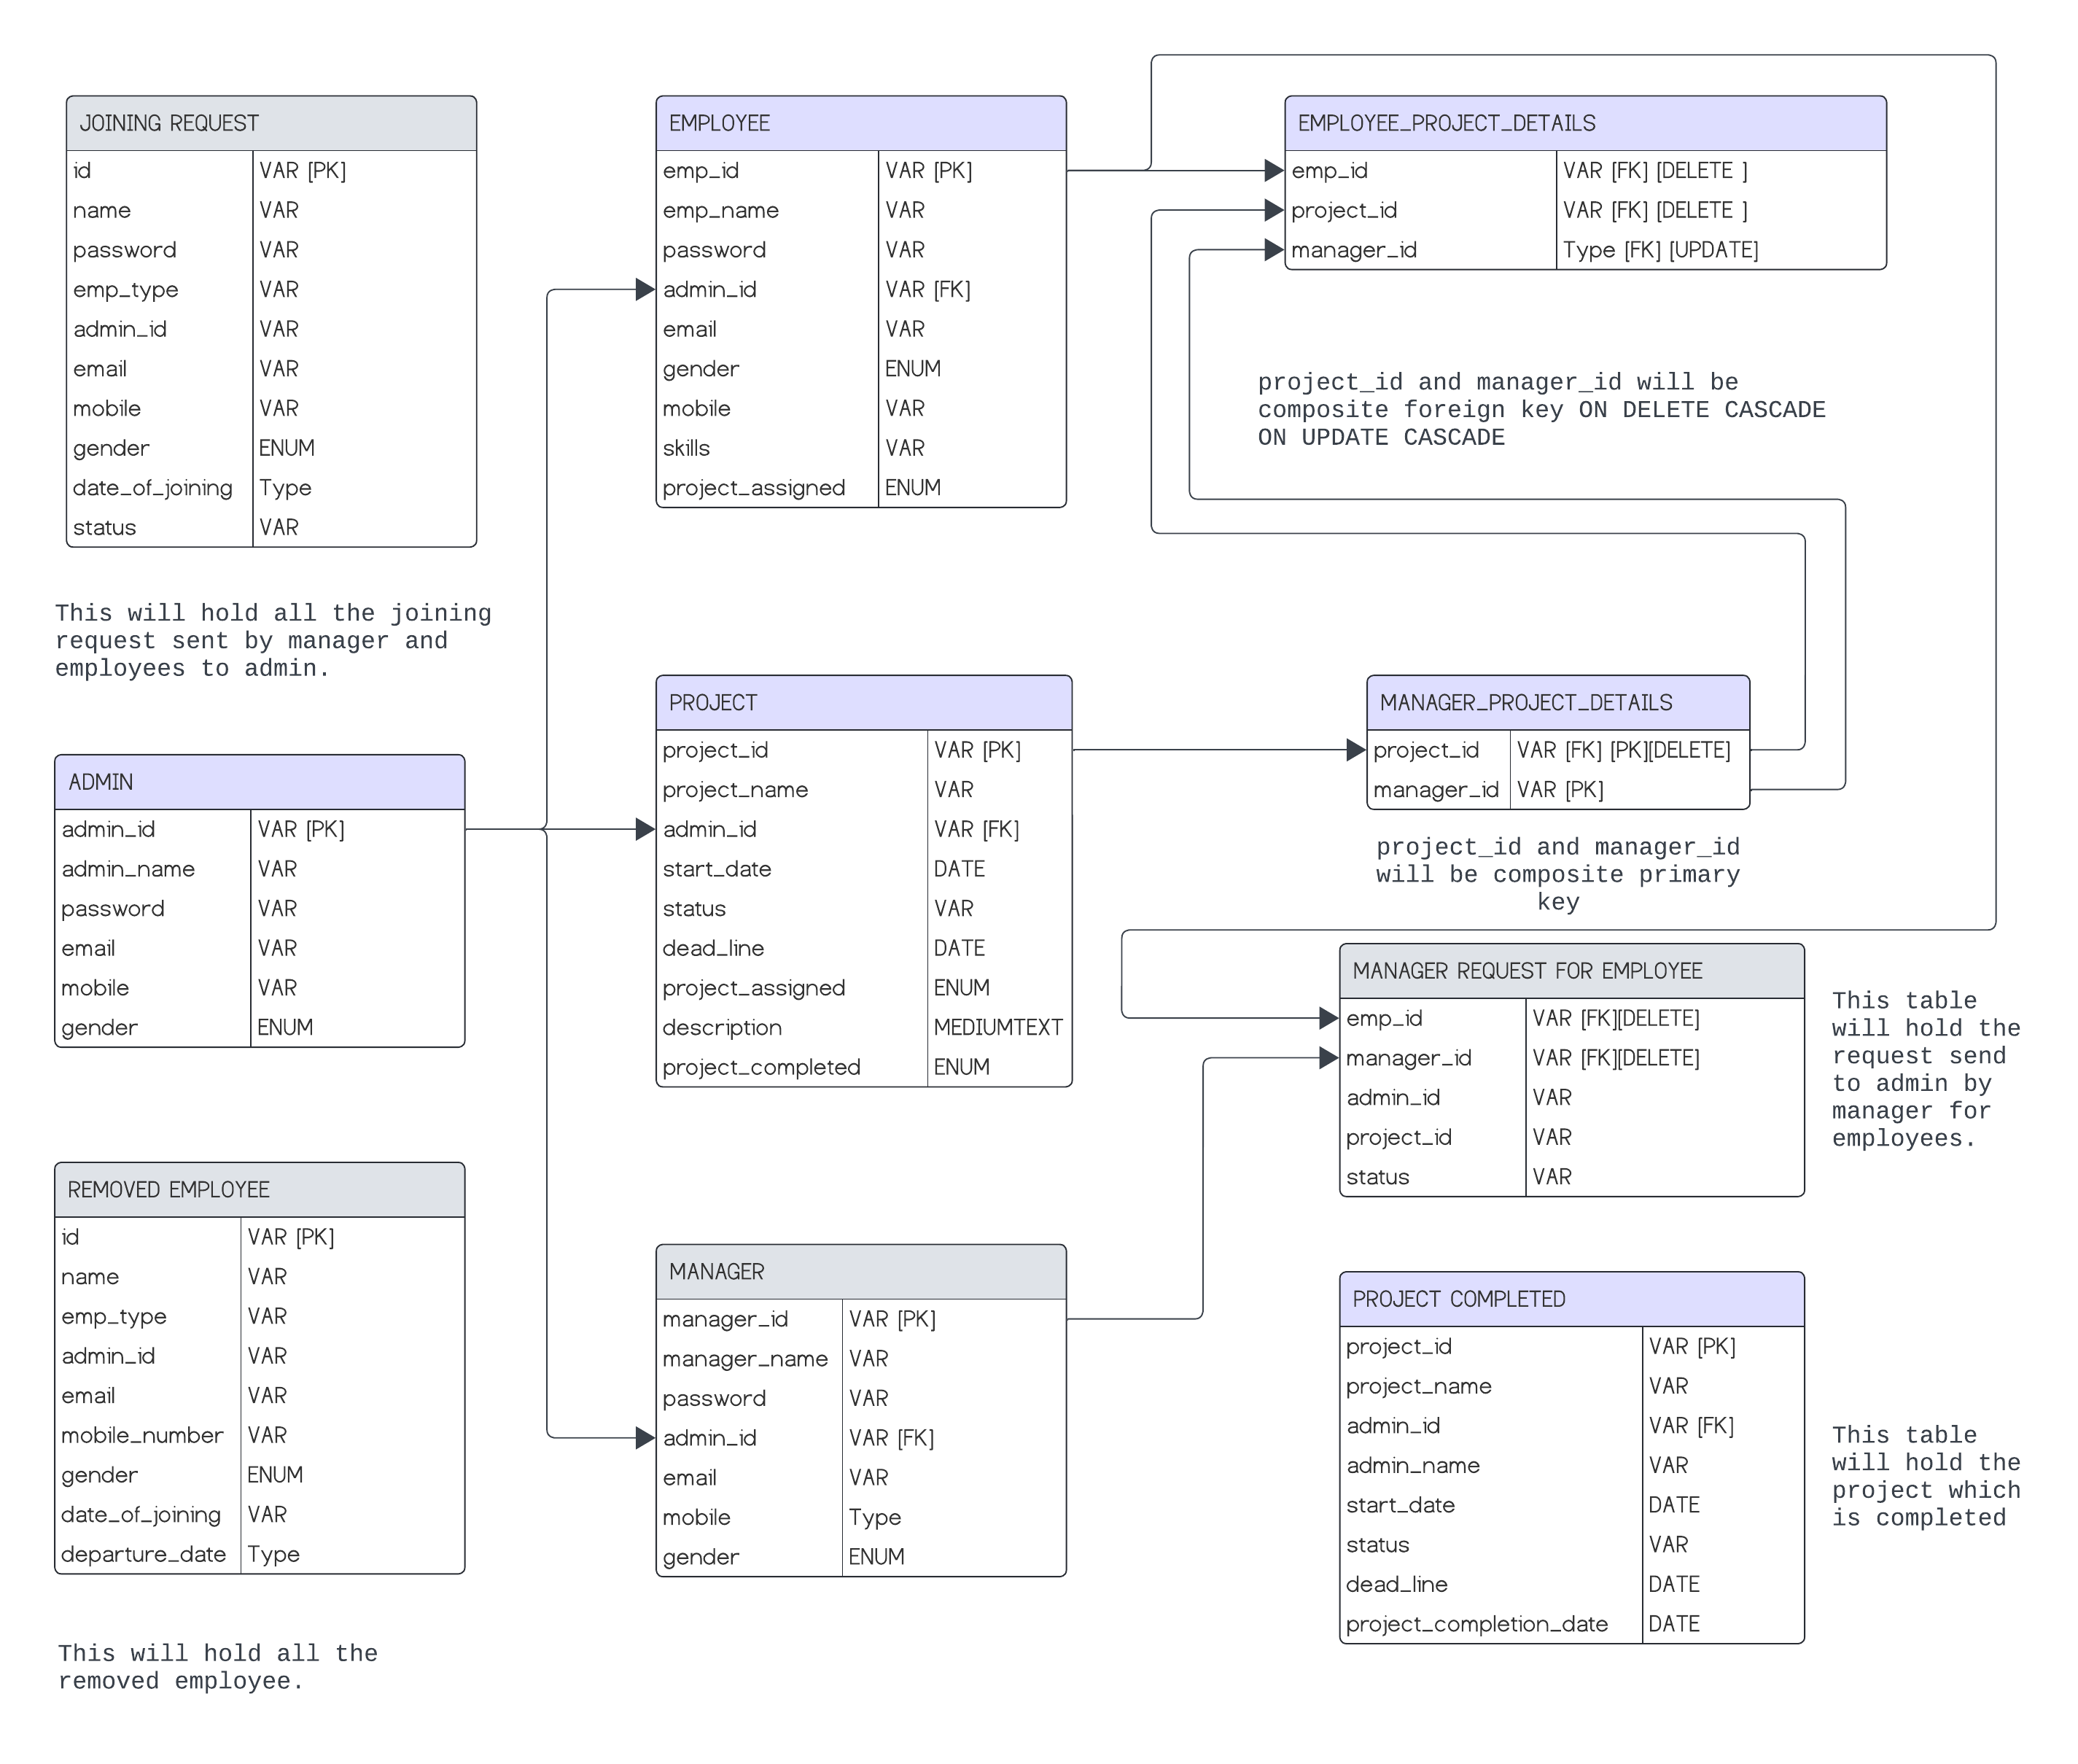 JOINING REQUEST
id VAR [PK]
name VAR
password VAR
emp_type VAR
admin_id VAR
email VAR
mobile VAR
gender ENUM
date_of_joining Type
status VAR
This will hold all the joining
request sent by manager and
employees to admin.
ADMIN
admin_id VAR [PK]
admin_name VAR
password VAR
email VAR
mobile VAR
gender ENUM
REMOVED EMPLOYEE
id VAR [PK]
name VAR
emp_type VAR
admin_id VAR
email VAR
mobile_number VAR
gender ENUM
date_of_joining VAR
departure_date Type
This will hold all the
removed employee.
EMPLOYEE
emp_id VAR [PK]
emp_name VAR
password VAR
admin_id VAR [FK]
email VAR
gender ENUM
mobile VAR
skills VAR
project_assigned ENUM
PROJECT
project_id VAR [PK]
project_name VAR
admin_id VAR [FK]
start_date DATE
status VAR
dead_line DATE
project_assigned ENUM
description MEDIUMTEXT
project_completed ENUM
MANAGER
manager_id VAR [PK]
manager_name VAR
password VAR
admin_id VAR [FK]
email VAR
mobile Type
gender ENUM
EMPLOYEE_PROJECT_DETAILS
emp_id VAR [FK] [DELETE ]
project_id VAR [FK] [DELETE ]
manager_id Type [FK] [UPDATE]
project_id and manager_id will be
composite foreign key ON DELETE CASCADE
ON UPDATE CASCADE
MANAGER_PROJECT_DETAILS
project_id VAR [FK] [PK][DELETE]
manager_id VAR [PK]
project_id and manager_id
will be composite primary
key
MANAGER REQUEST FOR EMPLOYEE
emp_id VAR [FK][DELETE]
manager_id VAR [FK][DELETE]
admin_id VAR
project_id VAR
status VAR
This table
will hold the
request send
to admin by
manager for
employees.
PROJECT COMPLETED
project_id VAR [PK]
project_name VAR
admin_id VAR [FK]
admin_name VAR
start_date DATE
status VAR
dead_line DATE
project_completion_date DATE
This table
will hold the
project which
is completed